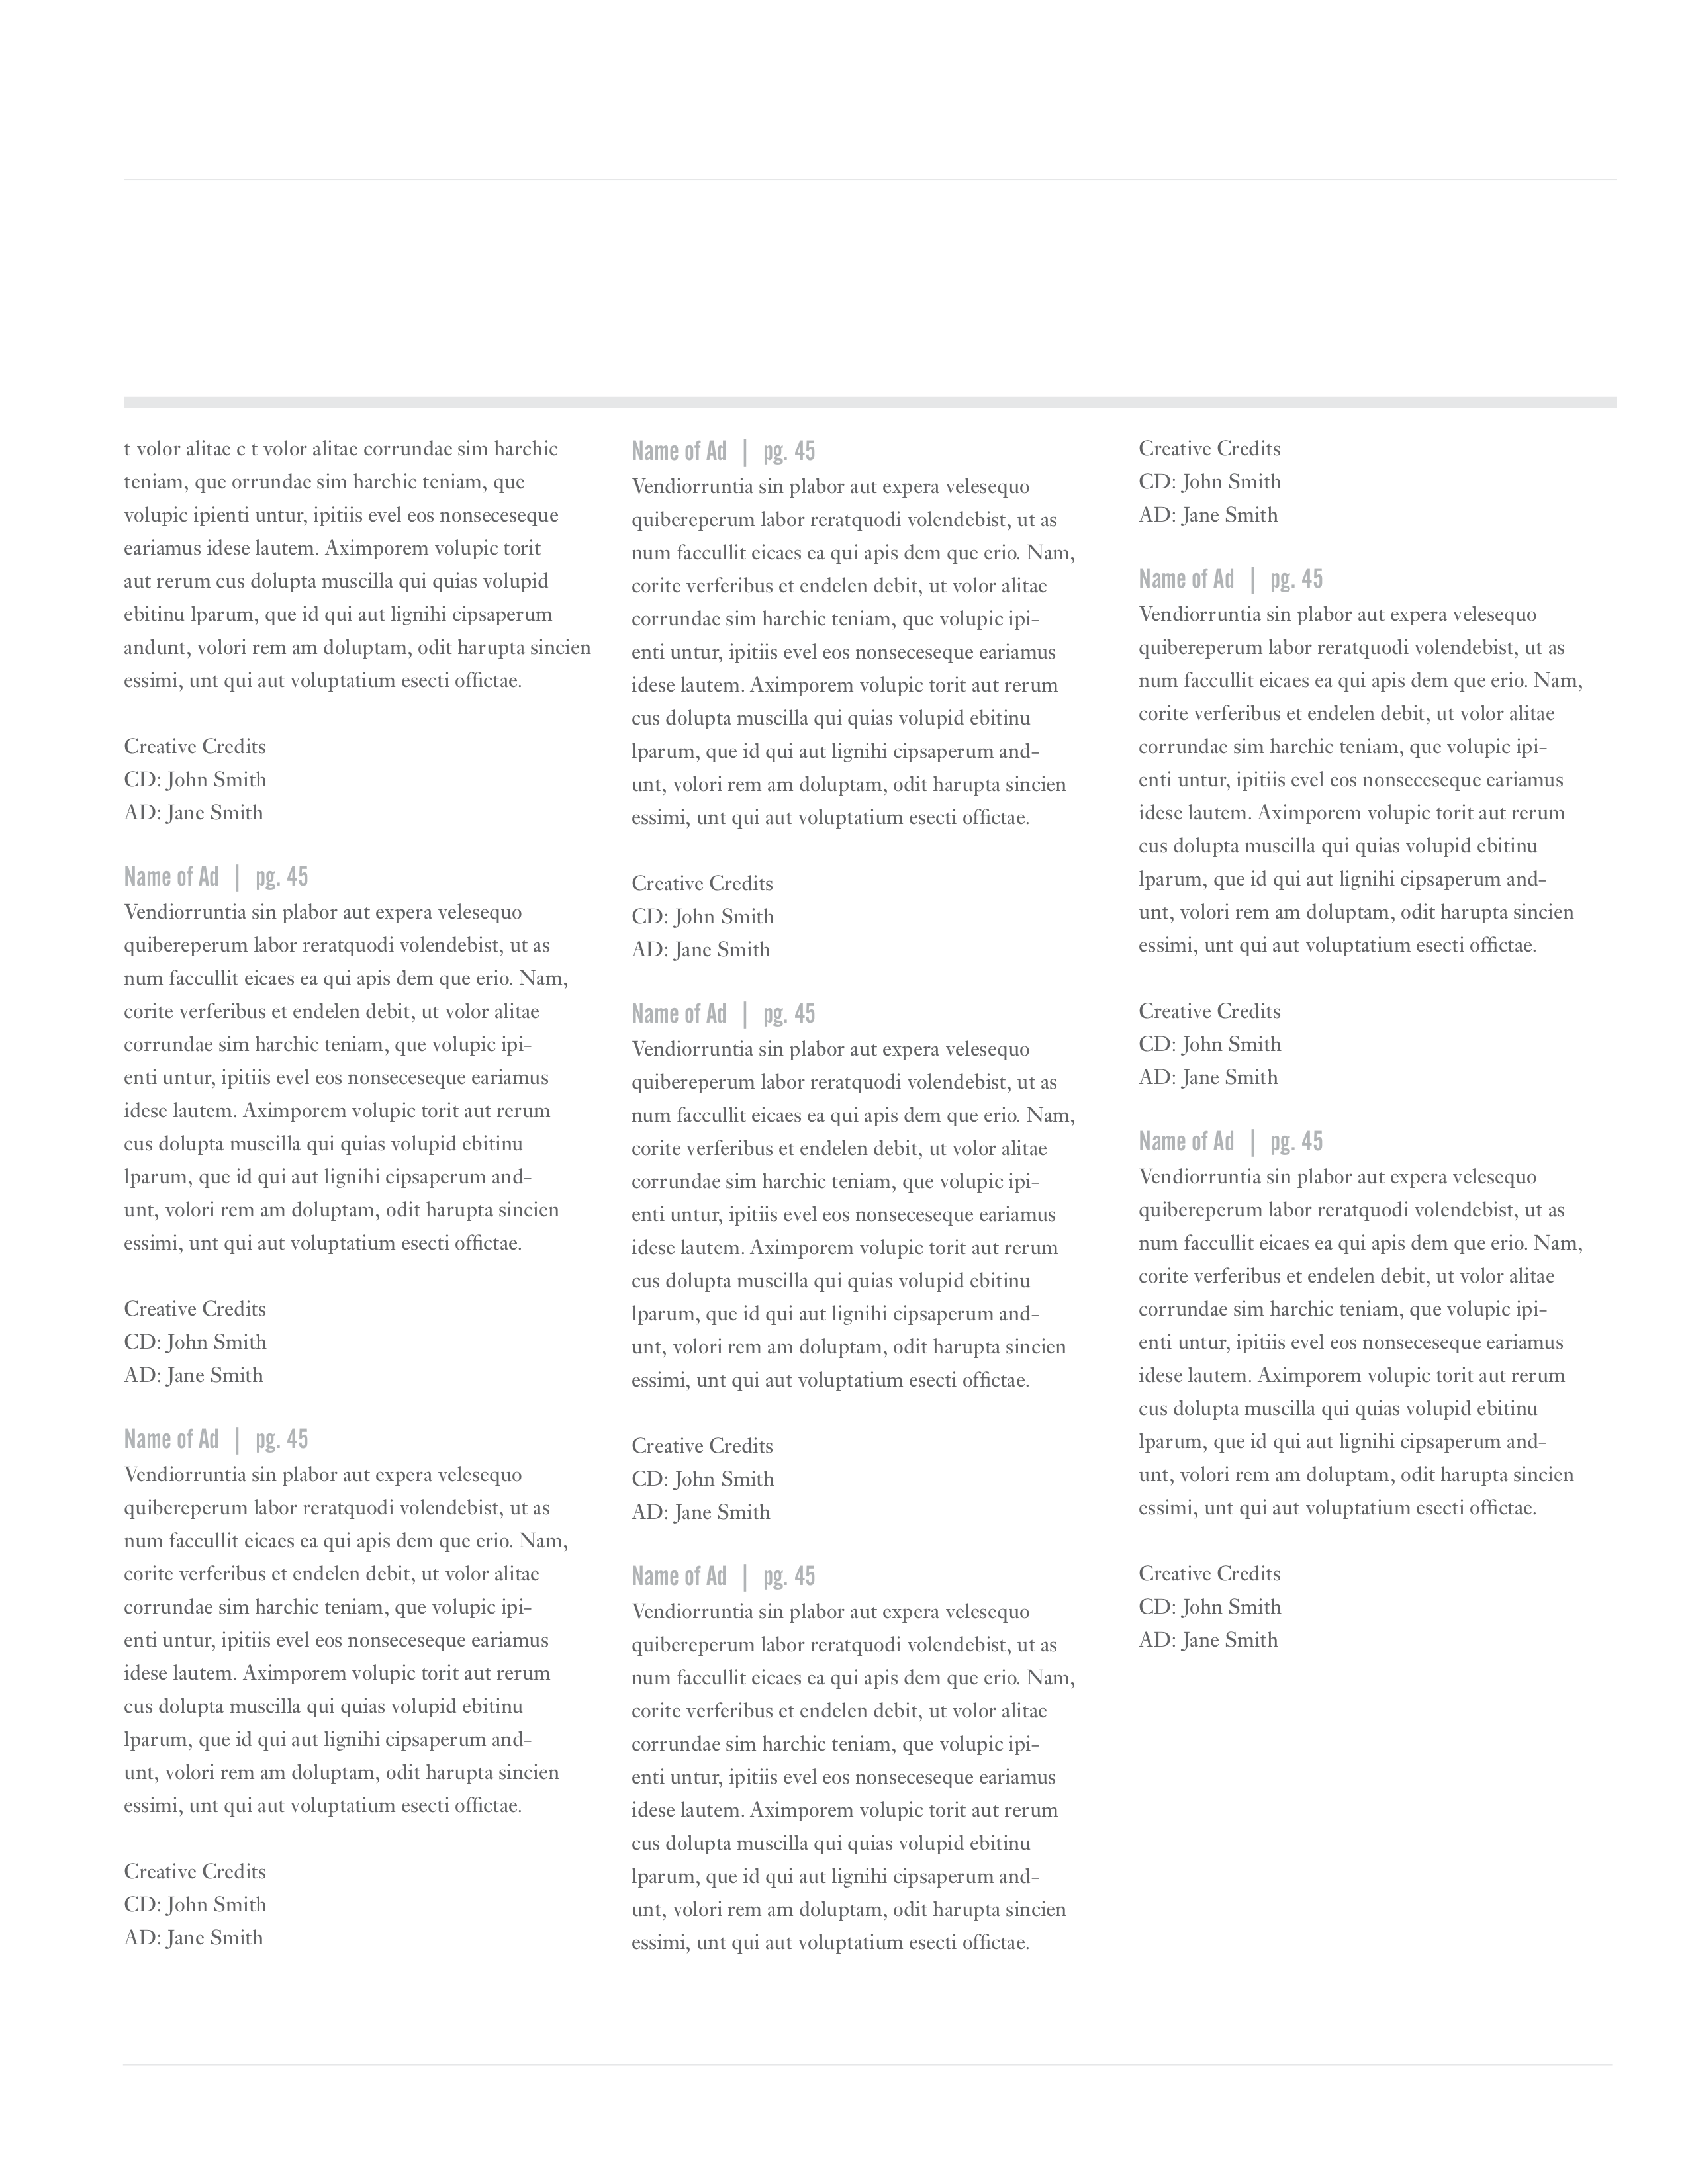 t volor alitae c t volor alitae corrundae sim harchic
teniam, que orrundae sim harchic teniam, que
volupic ipienti untur, ipitiis evel eos nonseceseque
eariamus idese lautem. Aximporem volupic torit
aut rerum cus dolupta muscilla qui quias volupid
ebitinu lparum, que id qui aut lignihi cipsaperum
andunt, volori rem am doluptam, odit harupta sincien
essimi, unt qui aut voluptatium esecti offictae.
Creative Credits
CD: John Smith
AD: Jane Smith
Name of Ad | pg. 45
Vendiorruntia sin plabor aut expera velesequo
quibereperum labor reratquodi volendebist, ut as
num faccullit eicaes ea qui apis dem que erio. Nam,
corite verferibus et endelen debit, ut volor alitae
corrundae sim harchic teniam, que volupic ipi-
enti untur, ipitiis evel eos nonseceseque eariamus
idese lautem. Aximporem volupic torit aut rerum
cus dolupta muscilla qui quias volupid ebitinu
lparum, que id qui aut lignihi cipsaperum and-
unt, volori rem am doluptam, odit harupta sincien
essimi, unt qui aut voluptatium esecti offictae.
Creative Credits
CD: John Smith
AD: Jane Smith
Name of Ad | pg. 45
Vendiorruntia sin plabor aut expera velesequo
quibereperum labor reratquodi volendebist, ut as
num faccullit eicaes ea qui apis dem que erio. Nam,
corite verferibus et endelen debit, ut volor alitae
corrundae sim harchic teniam, que volupic ipi-
enti untur, ipitiis evel eos nonseceseque eariamus
idese lautem. Aximporem volupic torit aut rerum
cus dolupta muscilla qui quias volupid ebitinu
lparum, que id qui aut lignihi cipsaperum and-
unt, volori rem am doluptam, odit harupta sincien
essimi, unt qui aut voluptatium esecti offictae.
Creative Credits
CD: John Smith
AD: Jane Smith
Name of Ad | pg. 45
Vendiorruntia sin plabor aut expera velesequo
quibereperum labor reratquodi volendebist, ut as
num faccullit eicaes ea qui apis dem que erio. Nam,
corite verferibus et endelen debit, ut volor alitae
corrundae sim harchic teniam, que volupic ipi-
enti untur, ipitiis evel eos nonseceseque eariamus
idese lautem. Aximporem volupic torit aut rerum
cus dolupta muscilla qui quias volupid ebitinu
lparum, que id qui aut lignihi cipsaperum and-
unt, volori rem am doluptam, odit harupta sincien
essimi, unt qui aut voluptatium esecti offictae.
Creative Credits
CD: John Smith
AD: Jane Smith
Name of Ad | pg. 45
Vendiorruntia sin plabor aut expera velesequo
quibereperum labor reratquodi volendebist, ut as
num faccullit eicaes ea qui apis dem que erio. Nam,
corite verferibus et endelen debit, ut volor alitae
corrundae sim harchic teniam, que volupic ipi-
enti untur, ipitiis evel eos nonseceseque eariamus
idese lautem. Aximporem volupic torit aut rerum
cus dolupta muscilla qui quias volupid ebitinu
lparum, que id qui aut lignihi cipsaperum and-
unt, volori rem am doluptam, odit harupta sincien
essimi, unt qui aut voluptatium esecti offictae.
Creative Credits
CD: John Smith
AD: Jane Smith
Name of Ad | pg. 45
Vendiorruntia sin plabor aut expera velesequo
quibereperum labor reratquodi volendebist, ut as
num faccullit eicaes ea qui apis dem que erio. Nam,
corite verferibus et endelen debit, ut volor alitae
corrundae sim harchic teniam, que volupic ipi-
enti untur, ipitiis evel eos nonseceseque eariamus
idese lautem. Aximporem volupic torit aut rerum
cus dolupta muscilla qui quias volupid ebitinu
lparum, que id qui aut lignihi cipsaperum and-
unt, volori rem am doluptam, odit harupta sincien
essimi, unt qui aut voluptatium esecti offictae.
Creative Credits
CD: John Smith
AD: Jane Smith
Name of Ad | pg. 45
Vendiorruntia sin plabor aut expera velesequo
quibereperum labor reratquodi volendebist, ut as
num faccullit eicaes ea qui apis dem que erio. Nam,
corite verferibus et endelen debit, ut volor alitae
corrundae sim harchic teniam, que volupic ipi-
enti untur, ipitiis evel eos nonseceseque eariamus
idese lautem. Aximporem volupic torit aut rerum
cus dolupta muscilla qui quias volupid ebitinu
lparum, que id qui aut lignihi cipsaperum and-
unt, volori rem am doluptam, odit harupta sincien
essimi, unt qui aut voluptatium esecti offictae.
Creative Credits
CD: John Smith
AD: Jane Smith
Name of Ad | pg. 45
Vendiorruntia sin plabor aut expera velesequo
quibereperum labor reratquodi volendebist, ut as
num faccullit eicaes ea qui apis dem que erio. Nam,
corite verferibus et endelen debit, ut volor alitae
corrundae sim harchic teniam, que volupic ipi-
enti untur, ipitiis evel eos nonseceseque eariamus
idese lautem. Aximporem volupic torit aut rerum
cus dolupta muscilla qui quias volupid ebitinu
lparum, que id qui aut lignihi cipsaperum and-
unt, volori rem am doluptam, odit harupta sincien
essimi, unt qui aut voluptatium esecti offictae.
Creative Credits
CD: John Smith
AD: Jane Smith